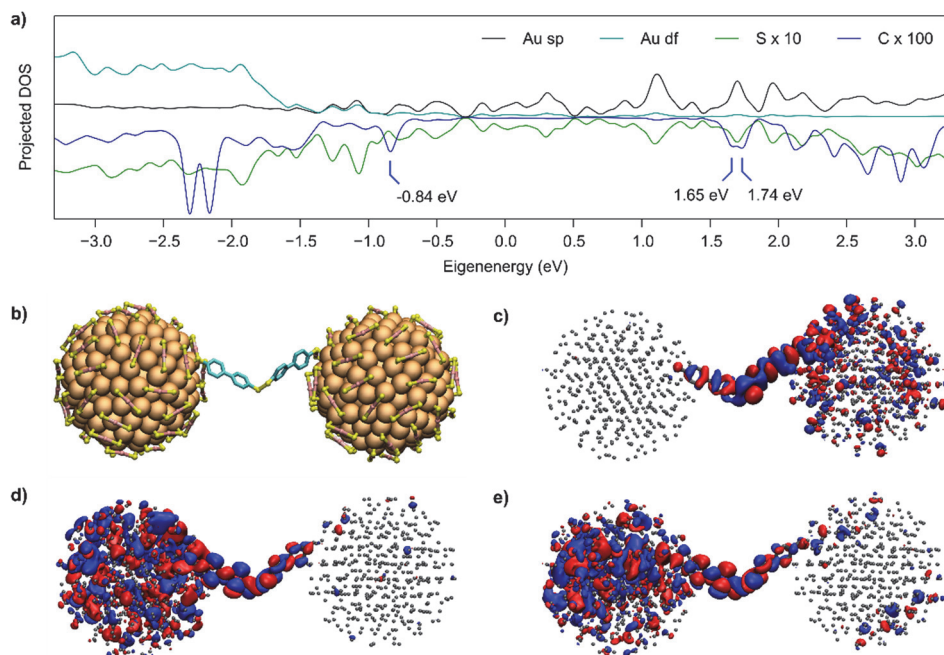 a)
Au sp Au df S x 10 C x 100
Projected DOS
-0.84 eV 1.65 eV 1.74 eV
−3.0 −2.5 −2.0 −1.5 −1.0 −0.5 0.0 0.5 1.0 1.5 2.0 2.5 3.0
Eigenenergy (eV)
b) c)
d) e)